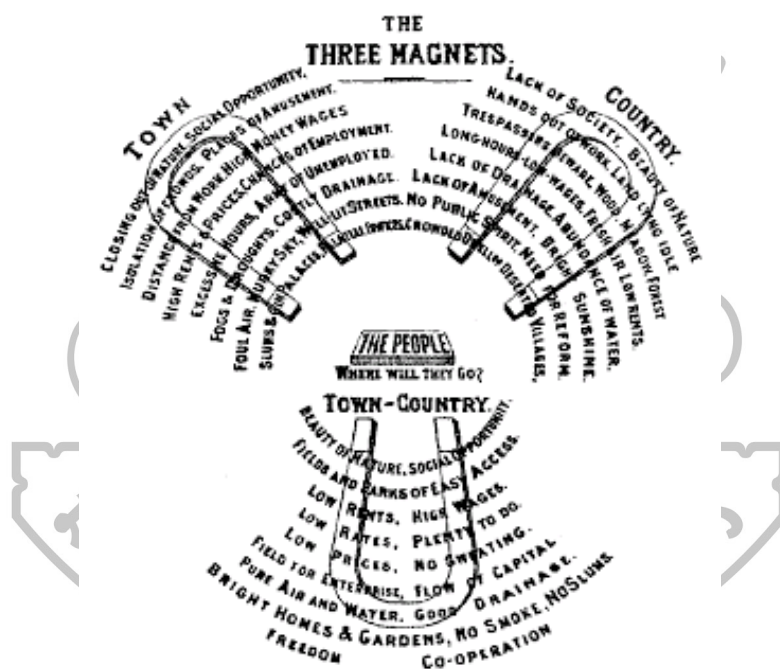 THE
THREE MAGNETS.
TOWN
CLOSING OUT OF NATURE. SOCIAL OPPORTUNITY.
ISOLATION OF CROWDS. PLACES OF AMUSEMENT.
DISTANCE FROM WORK. HIGH MONEY WAGES
HIGH RENTS & PRICES CHANCES OF EMPLOYMENT.
EXCESSIVE HOURS. ARMY OF UNEMPLOYED.
FOGS & DROUGHTS. COSTLY DRAINAGE.
FOUL AIR. MURKY SKY. WELL-LIT STREETS.
SLUMS & GIN PALACES.
COUNTRY.
LACK OF SOCIETY. BEAUTY OF NATURE
HANDS OUT OF WORK. LAND LYING IDLE
TRESPASSERS BEWARE. WOOD, MEADOW, FOREST
LONG-HOURS-LOW-WAGES. FRESH AIR LOW RENTS.
LACK OF DRAINAGE. ABUNDANCE OF WATER.
LACK OF AMUSEMENT. BRIGHT SUNSHINE.
NO PUBLIC SPIRIT. NEED FOR REFORM.
CROWDED DESERTED VILLAGES.
THE PEOPLE
WHERE WILL THEY GO?
TOWN-COUNTRY.
BEAUTY OF NATURE, SOCIAL OPPORTUNITY.
FIELDS AND PARKS OF EASY ACCESS.
LOW RENTS, HIGH WAGES.
LOW RATES, PLENTY TO DO.
LOW PRICES, NO SWEATING.
FIELD FOR ENTERPRISE, FLOW OF CAPITAL
PURE AIR AND WATER, GOOD DRAINAGE.
BRIGHT HOMES & GARDENS, NO SMOKE, NO SLUMS
FREEDOM CO-OPERATION